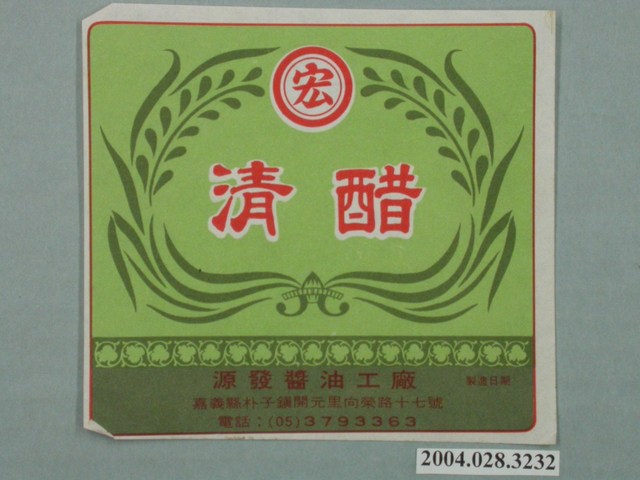 宏
清醋
源發醬油工廠
製造日期
嘉義縣朴子鎮開元里向榮路十七號
電話：(05)3793363
2004.028.3232